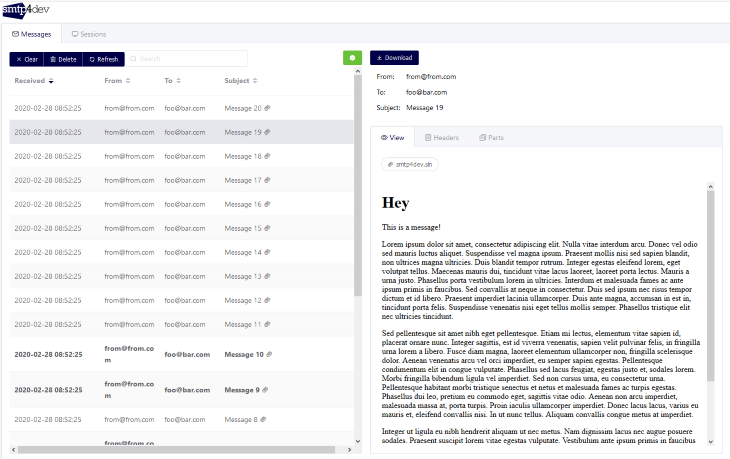 smtp4dev
Messages Sessions
Clear Delete Refresh Search
Received From To Subject
2020-02-28 08:52:25 from@from.com foo@bar.com Message 20
2020-02-28 08:52:25 from@from.com foo@bar.com Message 19
2020-02-28 08:52:25 from@from.com foo@bar.com Message 18
2020-02-28 08:52:25 from@from.com foo@bar.com Message 17
2020-02-28 08:52:25 from@from.com foo@bar.com Message 16
2020-02-28 08:52:25 from@from.com foo@bar.com Message 15
2020-02-28 08:52:25 from@from.com foo@bar.com Message 14
2020-02-28 08:52:25 from@from.com foo@bar.com Message 13
2020-02-28 08:52:25 from@from.com foo@bar.com Message 12
2020-02-28 08:52:25 from@from.com foo@bar.com Message 11
2020-02-28 08:52:25 from@from.com foo@bar.com Message 10
2020-02-28 08:52:25 from@from.com foo@bar.com Message 9
2020-02-28 08:52:25 from@from.com foo@bar.com Message 8
from@from.co
Download
From: from@from.com
To: foo@bar.com
Subject: Message 19
View Headers Parts
smtp4dev.sln
Hey
This is a message!
Lorem ipsum dolor sit amet, consectetur adipiscing elit. Nulla vitae interdum arcu. Donec vel odio
sed mauris luctus aliquet. Suspendisse vel magna ipsum. Praesent mollis nisi sed sapien blandit,
non ultrices magna ultricies. Duis blandit tempor rutrum. Integer egestas eleifend lorem, eget
volutpat tellus. Maecenas mauris dui, tincidunt vitae lacus laoreet, laoreet porta lectus. Mauris a
urna justo. Phasellus porta vestibulum lorem in ultricies. Interdum et malesuada fames ac ante
ipsum primis in faucibus. Sed convallis at neque in consectetur. Duis sed ipsum nec risus tempor
dictum et id libero. Praesent imperdiet lacinia ullamcorper. Duis ante magna, accumsan in est in,
tincidunt porta felis. Suspendisse venenatis nisi eget tellus mollis semper. Phasellus tristique elit
nec ultricies tincidunt.
Sed pellentesque sit amet nibh eget pellentesque. Etiam mi lectus, elementum vitae sapien id,
placerat ornare nunc. Integer sagittis, est id viverra venenatis, sapien velit pulvinar felis, in fringilla
urna lorem a libero. Fusce diam magna, laoreet elementum ullamcorper non, fringilla scelerisque
dolor. Aenean venenatis arcu vel orci imperdiet, eu semper sapien egestas. Pellentesque
condimentum elit in congue vulputate. Phasellus sed lacus feugiat, egestas justo et, sodales lorem.
Morbi fringilla bibendum ligula vel imperdiet. Sed non cursus urna, eu consectetur urna.
Pellentesque habitant morbi tristique senectus et netus et malesuada fames ac turpis egestas.
Phasellus dui leo, pretium eu commodo eget, sagittis vitae odio. Aenean non arcu imperdiet,
malesuada massa at, porta turpis. Proin iaculis ullamcorper imperdiet. Donec lacus lacus, varius eu
mauris et, eleifend convallis nisi. In ut nunc tellus. Aliquam convallis congue metus at imperdiet.
Integer ut ligula eu nibh hendrerit aliquam ut nec metus. Nam dignissim lacus nec augue posuere
sodales. Praesent suscipit lorem vitae egestas vulputate. Vestibulum ante ipsum primis in faucibus